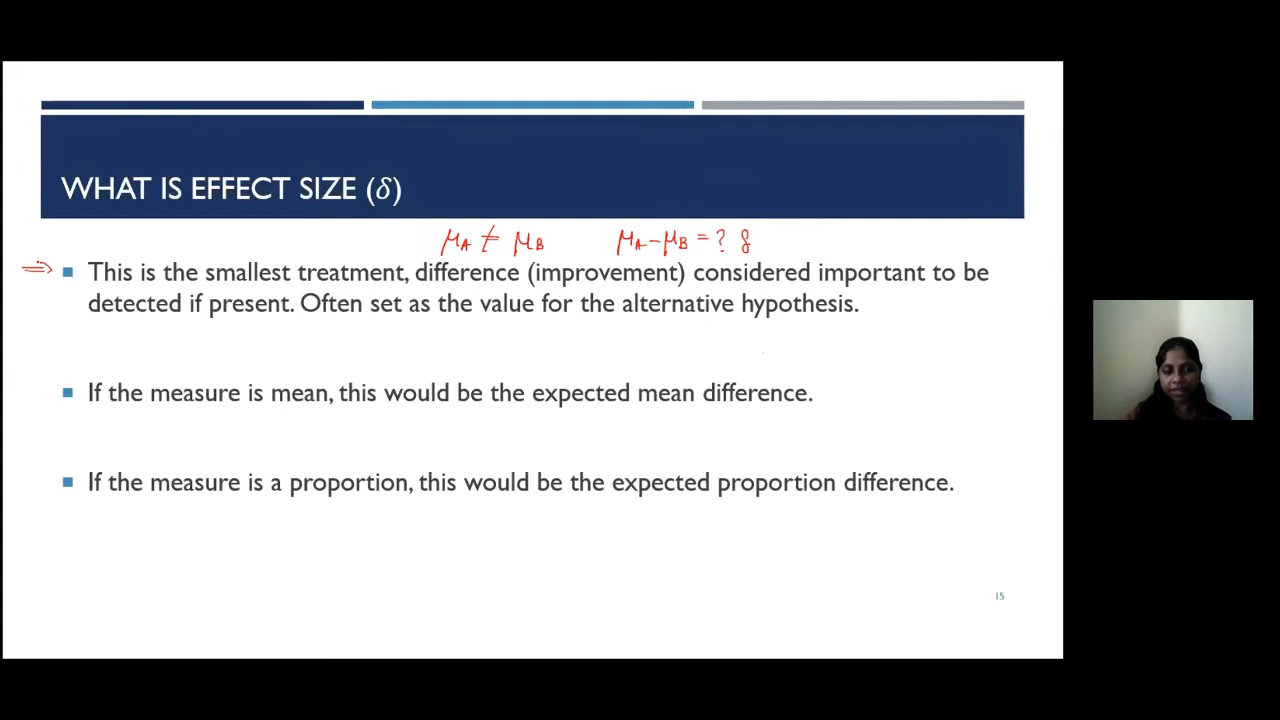 WHAT IS EFFECT SIZE (δ)
μA ≠ μB μA – μB = ? δ
⇒ ▪ This is the smallest treatment, difference (improvement) considered important to be
detected if present. Often set as the value for the alternative hypothesis.
▪ If the measure is mean, this would be the expected mean difference.
▪ If the measure is a proportion, this would be the expected proportion difference.
15